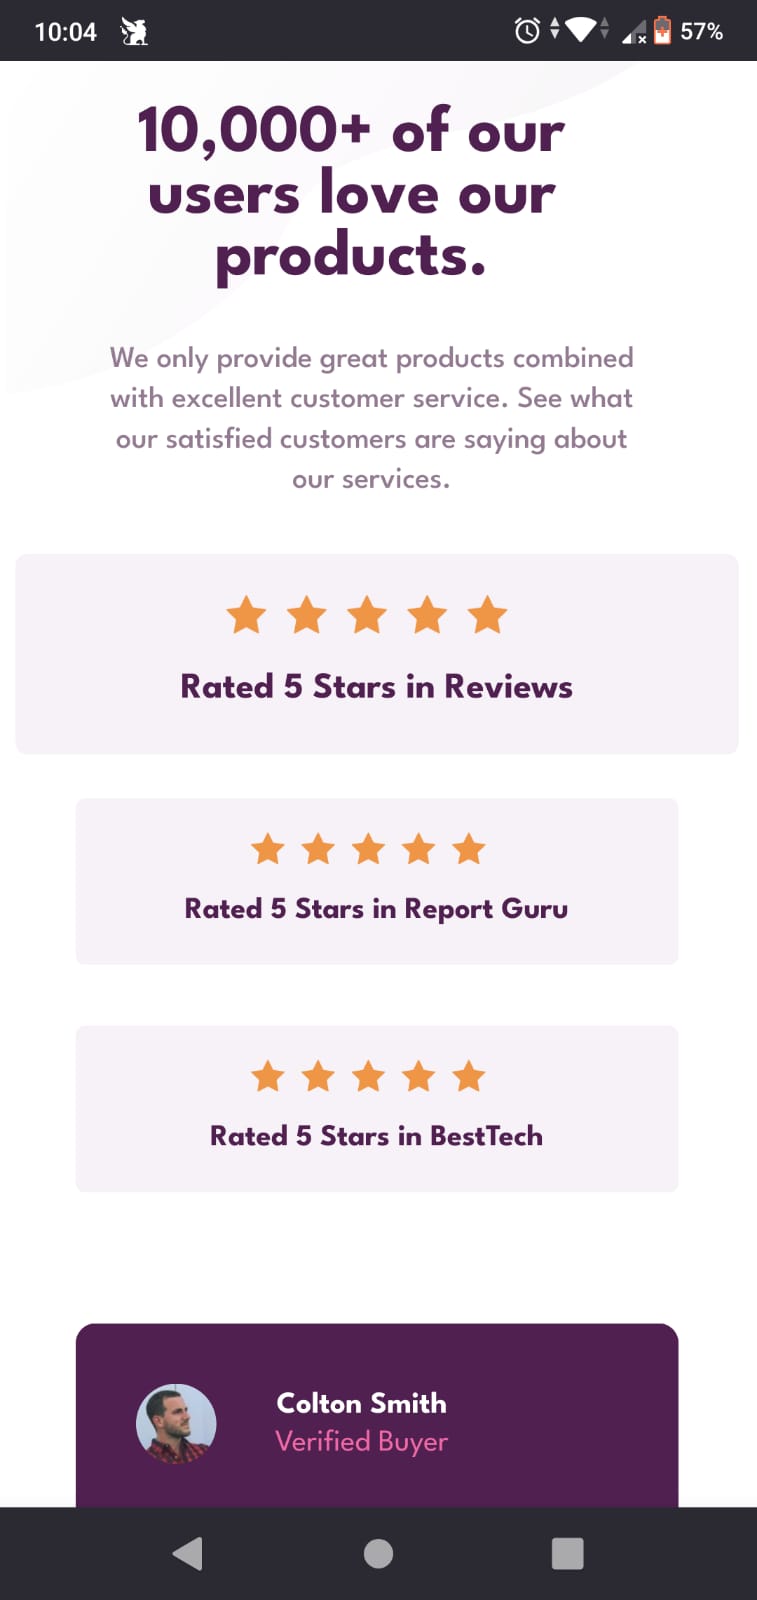 10:04
57%
10,000+ of our
users love our
products.
We only provide great products combined
with excellent customer service. See what
our satisfied customers are saying about
our services.
Rated 5 Stars in Reviews
Rated 5 Stars in Report Guru
Rated 5 Stars in BestTech
Colton Smith
Verified Buyer